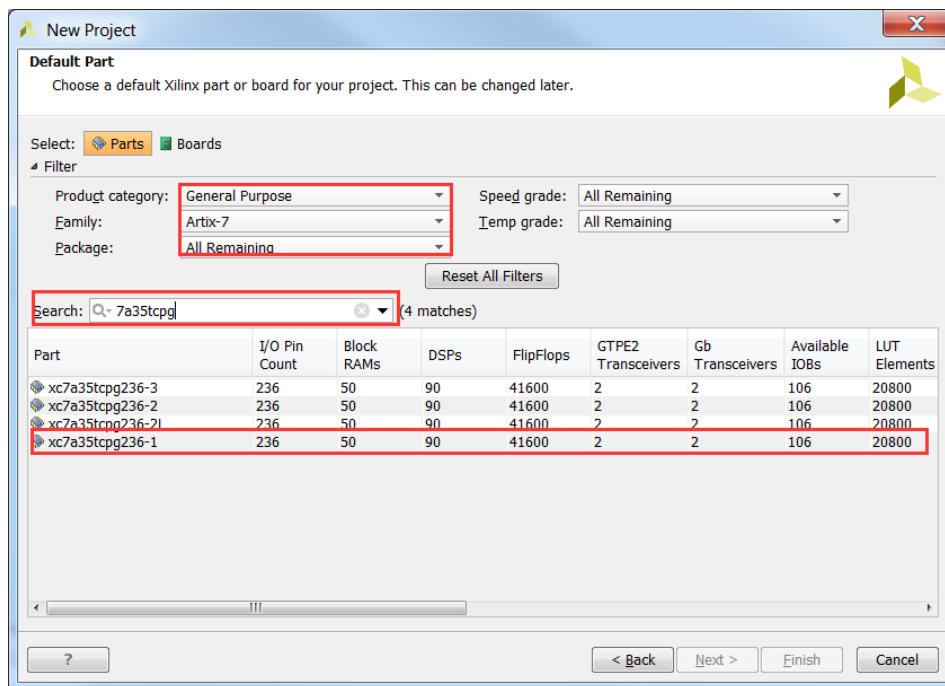 New Project
Default Part
Choose a default Xilinx part or board for your project. This can be changed later.
Select: Parts Boards
Filter
Product category: General Purpose Speed grade: All Remaining
Family: Artix-7 Temp grade: All Remaining
Package: All Remaining
Reset All Filters
Search: 7a35tcpg (4 matches)
Part I/O Pin Count Block RAMs DSPs FlipFlops GTPE2 Transceivers Gb Transceivers Available IOBs LUT Elements
xc7a35tcpg236-3 236 50 90 41600 2 2 106 20800
xc7a35tcpg236-2 236 50 90 41600 2 2 106 20800
xc7a35tcpg236-2l 236 50 90 41600 2 2 106 20800
xc7a35tcpg236-1 236 50 90 41600 2 2 106 20800
? < Back Next > Finish Cancel